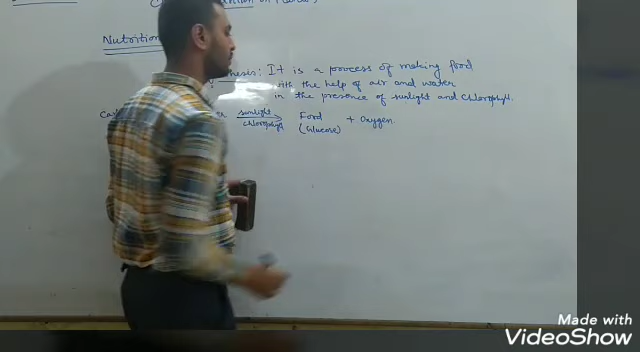 Nutrition
It is a process of making food
with the help of air and water
in the presence of sunlight and chlorophyll.
sunlight
chlorophyll
Food + Oxygen
(Glucose)
Made with
VideoShow